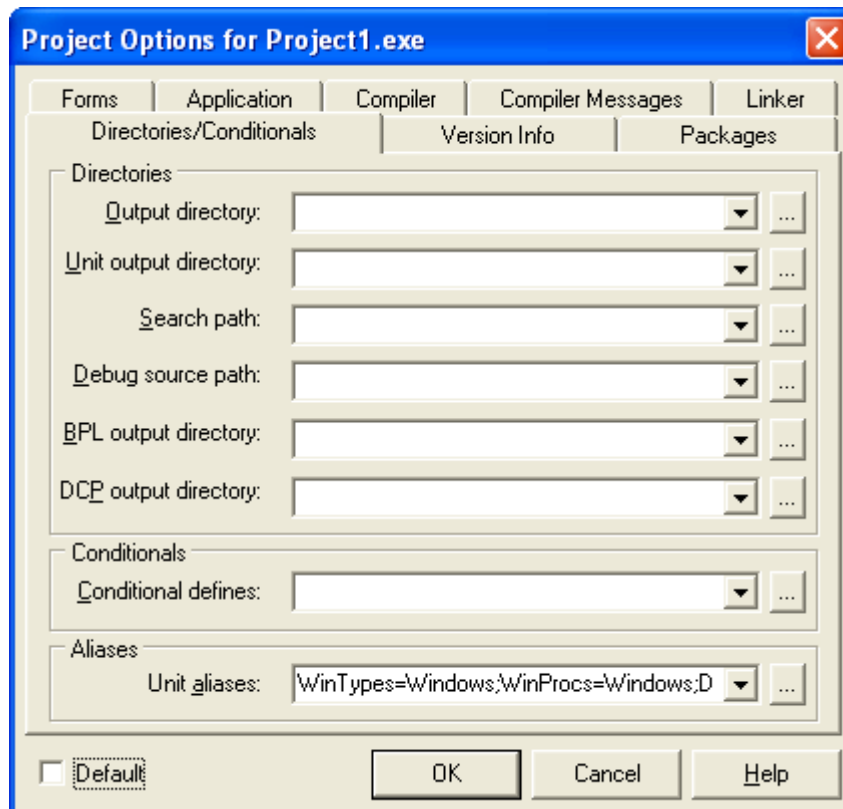 Project Options for Project1.exe
Forms Application Compiler Compiler Messages Linker
Directories/Conditionals Version Info Packages
Directories
Output directory: ...
Unit output directory: ...
Search path: ...
Debug source path: ...
BPL output directory: ...
DCP output directory: ...
Conditionals
Conditional defines: ...
Aliases
Unit aliases: WinTypes=Windows;WinProcs=Windows;D ...
Default OK Cancel Help